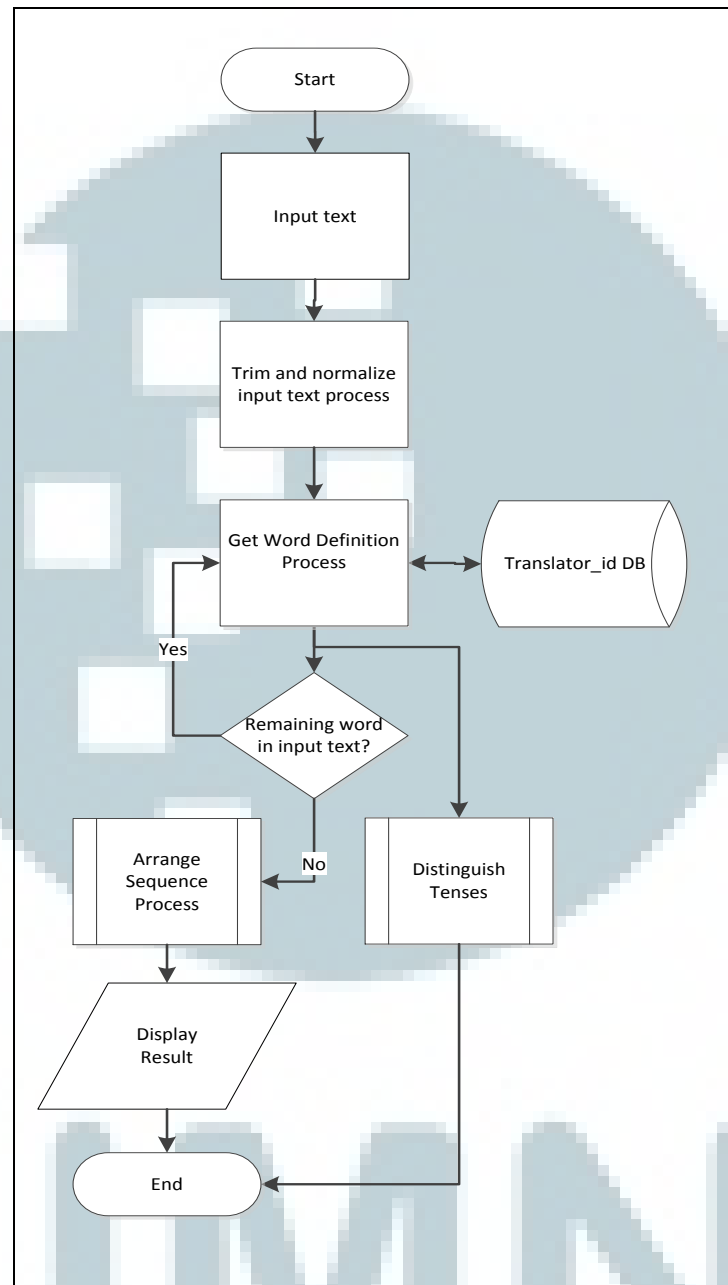 Start
Input text
Trim and normalize
input text process
Get Word Definition
Process
Translator_id DB
Yes
Remaining word
in input text?
No
Arrange
Sequence
Process
Distinguish
Tenses
Display
Result
End
UMN